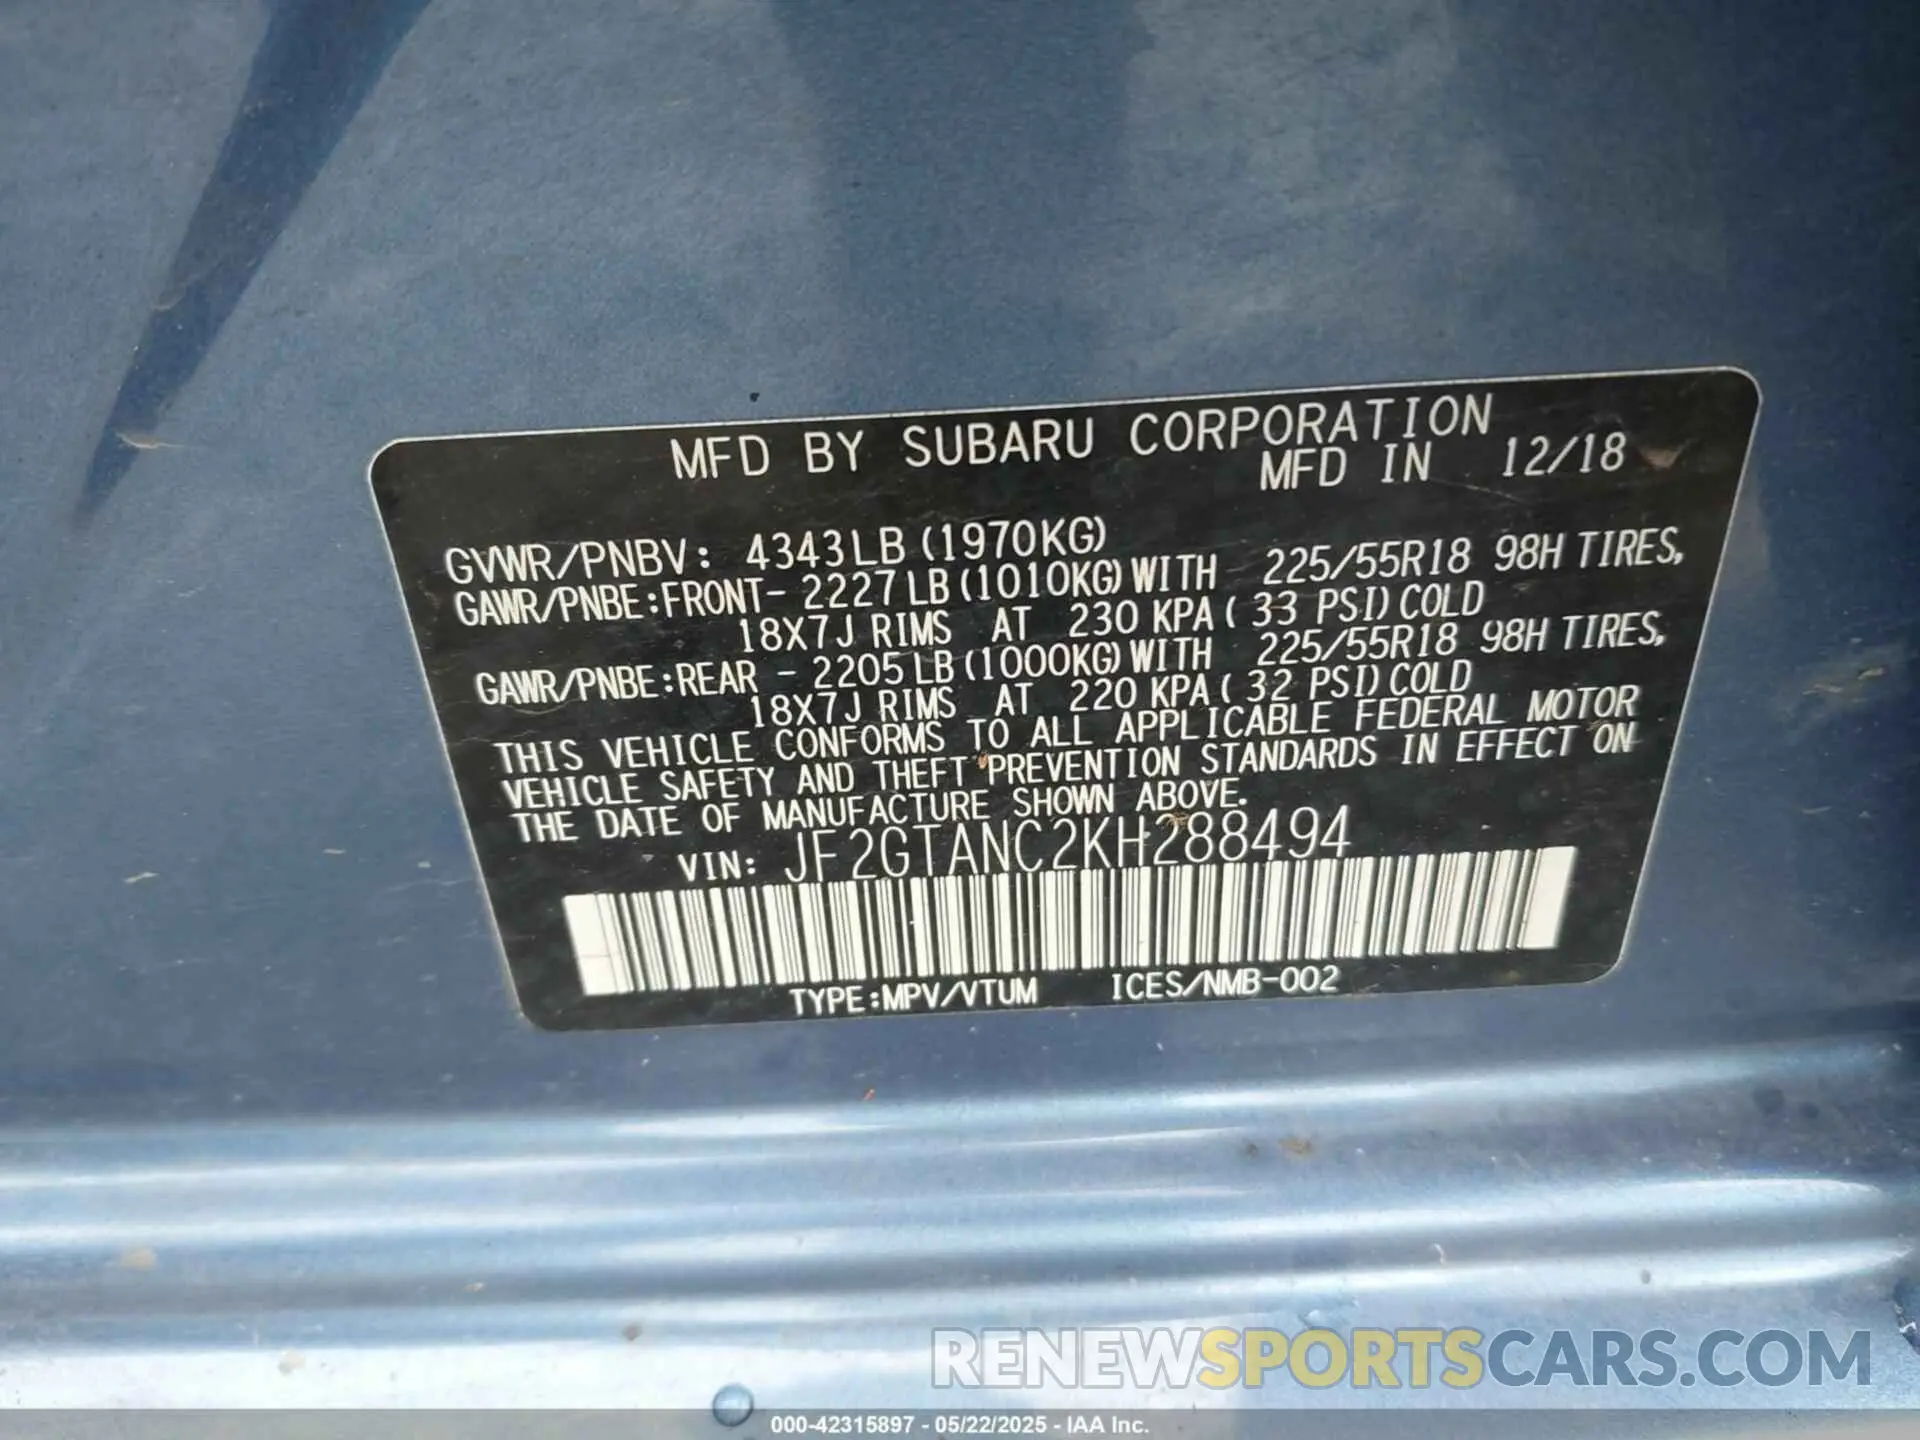 MFD BY SUBARU CORPORATION
MFD IN 12/18
GVWR/PNBV: 4343LB (1970KG)
GAWR/PNBE:FRONT- 2227LB (1010KG) WITH 225/55R18 98H TIRES,
18X7J RIMS AT 230 KPA ( 33 PSI) COLD
GAWR/PNBE:REAR - 2205LB (1000KG) WITH 225/55R18 98H TIRES,
18X7J RIMS AT 220 KPA ( 32 PSI) COLD
THIS VEHICLE CONFORMS TO ALL APPLICABLE FEDERAL MOTOR
VEHICLE SAFETY AND THEFT PREVENTION STANDARDS IN EFFECT ON
THE DATE OF MANUFACTURE SHOWN ABOVE.
VIN: JF2GTANC2KH288494
TYPE:MPV/VTUM ICES/NMB-002
RENEWSPORTSCARS.COM
000-42315897 - 05/22/2025 - IAA Inc.